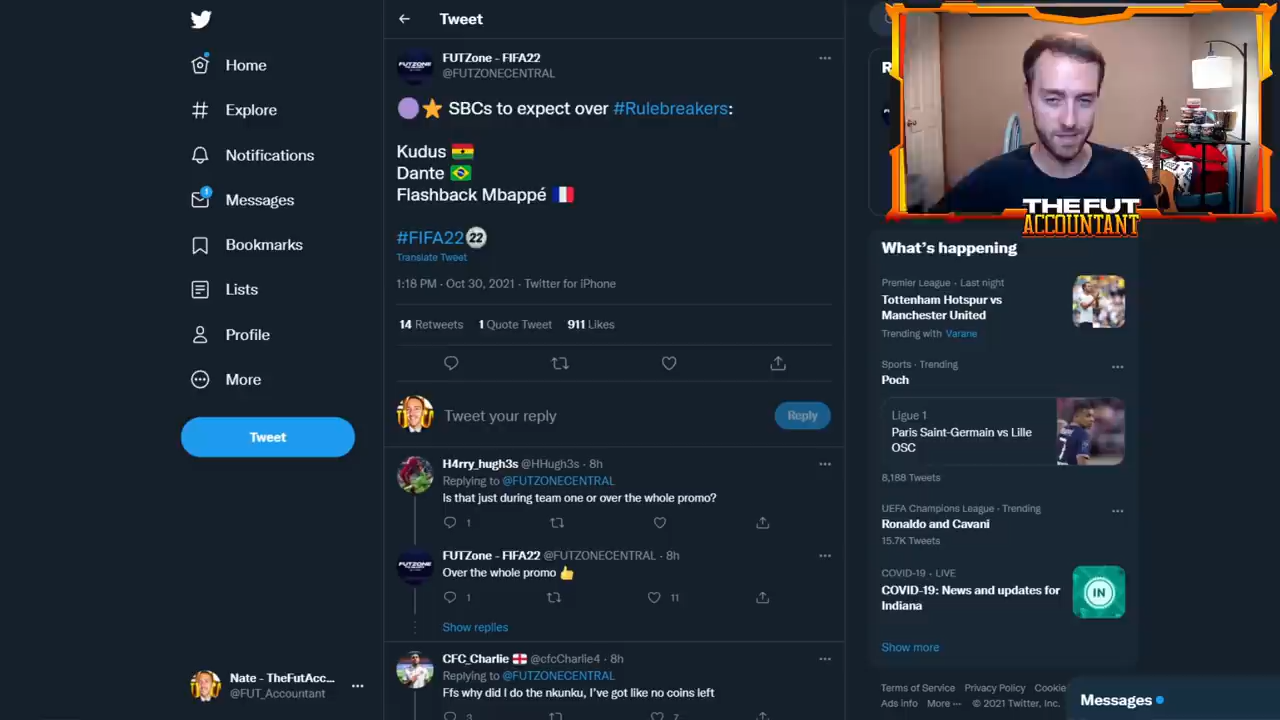 Home
Explore
Notifications
1
Messages
Bookmarks
Lists
Profile
More
Tweet
Nate - TheFutAcc...
@FUT_Accountant
Tweet
FUTZone - FIFA22
@FUTZONECENTRAL
SBCs to expect over #Rulebreakers:
Kudus
Dante
Flashback Mbappé
#FIFA22 22
Translate Tweet
1:18 PM · Oct 30, 2021 · Twitter for iPhone
14 Retweets 1 Quote Tweet 911 Likes
Tweet your reply
Reply
H4rry_hugh3s @HHugh3s · 8h
Replying to @FUTZONECENTRAL
Is that just during team one or over the whole promo?
1
FUTZone - FIFA22 @FUTZONECENTRAL · 8h
Over the whole promo
1 11
Show replies
CFC_Charlie @cfcCharlie4 · 8h
Replying to @FUTZONECENTRAL
Ffs why did I do the nkunku, I've got like no coins left
3 7
R
THE FUT
ACCOUNTANT
What's happening
Premier League · Last night
Tottenham Hotspur vs
Manchester United
Trending with Varane
Sports · Trending
Poch
Ligue 1
Paris Saint-Germain vs Lille
OSC
8,188 Tweets
UEFA Champions League · Trending
Ronaldo and Cavani
15.7K Tweets
COVID-19 · LIVE
COVID-19: News and updates for
Indiana
IN
Show more
Terms of Service Privacy Policy Cookie
Ads info More ··· © 2021 Twitter, Inc.
Messages